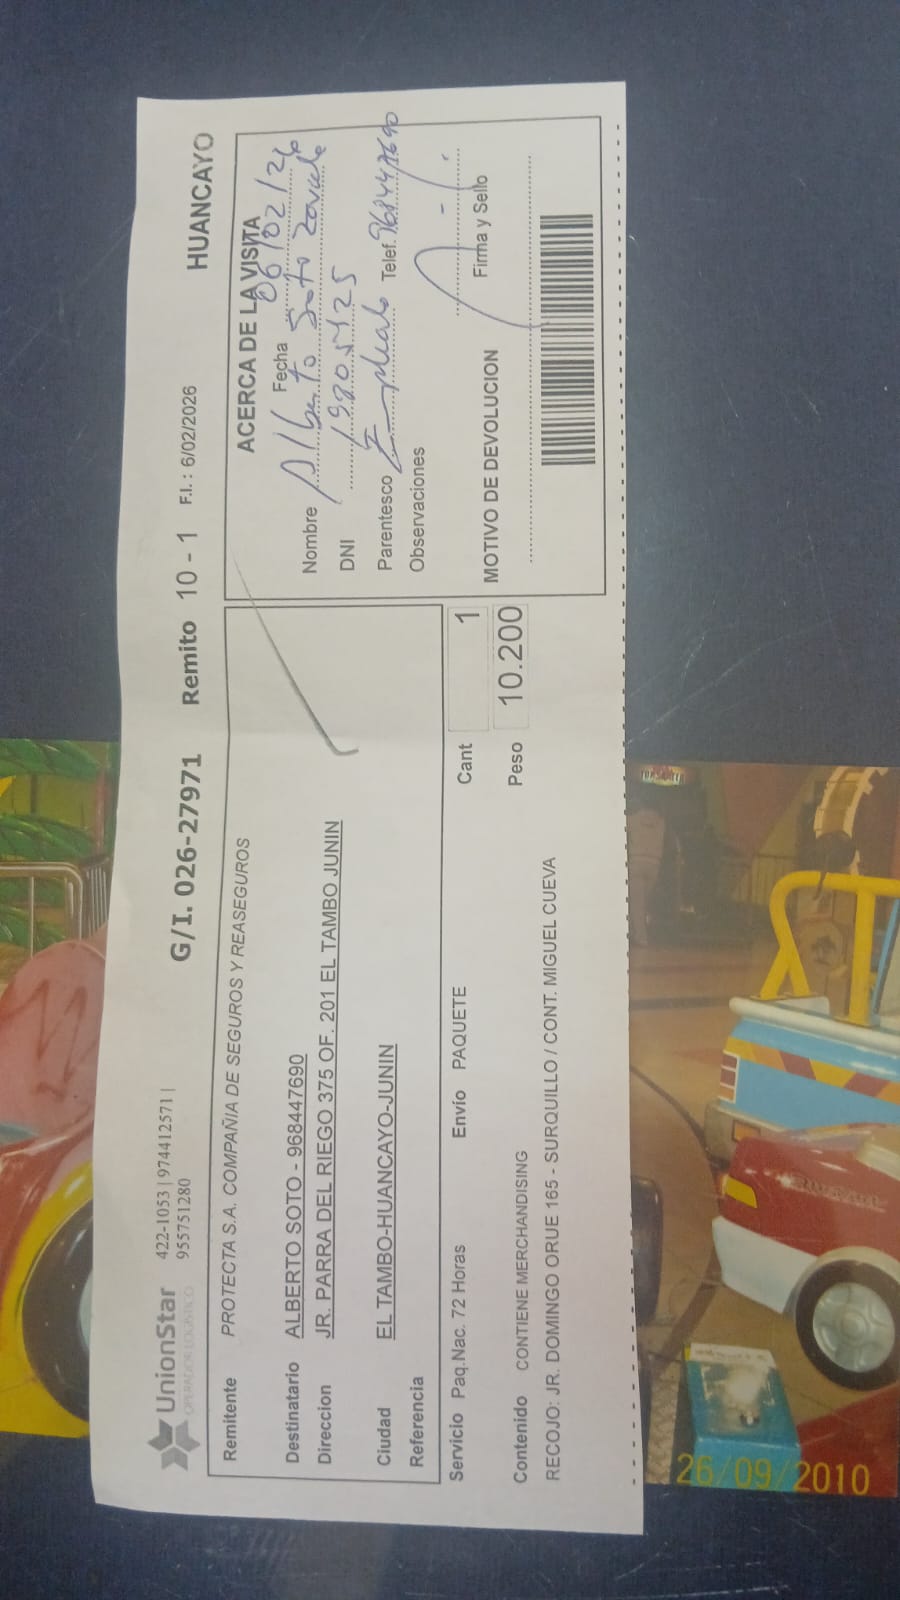 UnionStar
OPERADOR LOGISTICO
422-1053 | 974412571 |
955751280
G/I. 026-27971 Remito 10 - 1 F.I. : 6/02/2026 HUANCAYO
Remitente PROTECTA S.A. COMPAÑIA DE SEGUROS Y REASEGUROS
Destinatario ALBERTO SOTO - 968447690
Direccion JR. PARRA DEL RIEGO 375 OF. 201 EL TAMBO JUNIN
Ciudad EL TAMBO-HUANCAYO-JUNIN
Referencia
Servicio Paq.Nac. 72 Horas Envío PAQUETE Cant 1
Peso 10.200
Contenido CONTIENE MERCHANDISING
RECOJO: JR. DOMINGO ORUE 165 - SURQUILLO / CONT. MIGUEL CUEVA
ACERCA DE LA VISITA
Fecha 06/02/26
Nombre Alberto Soto
DNI
Parentesco Telef. 968447690
Observaciones
Firma y Sello
MOTIVO DE DEVOLUCION
26/09/2010